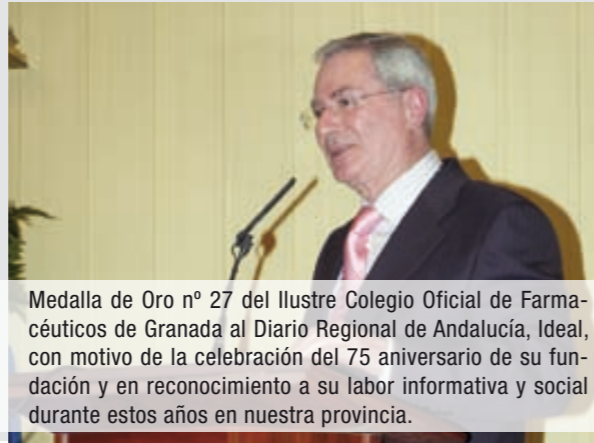 Medalla de Oro nº 27 del Ilustre Colegio Oficial de Farma-
céuticos de Granada al Diario Regional de Andalucía, Ideal,
con motivo de la celebración del 75 aniversario de su fun-
dación y en reconocimiento a su labor informativa y social
durante estos años en nuestra provincia.